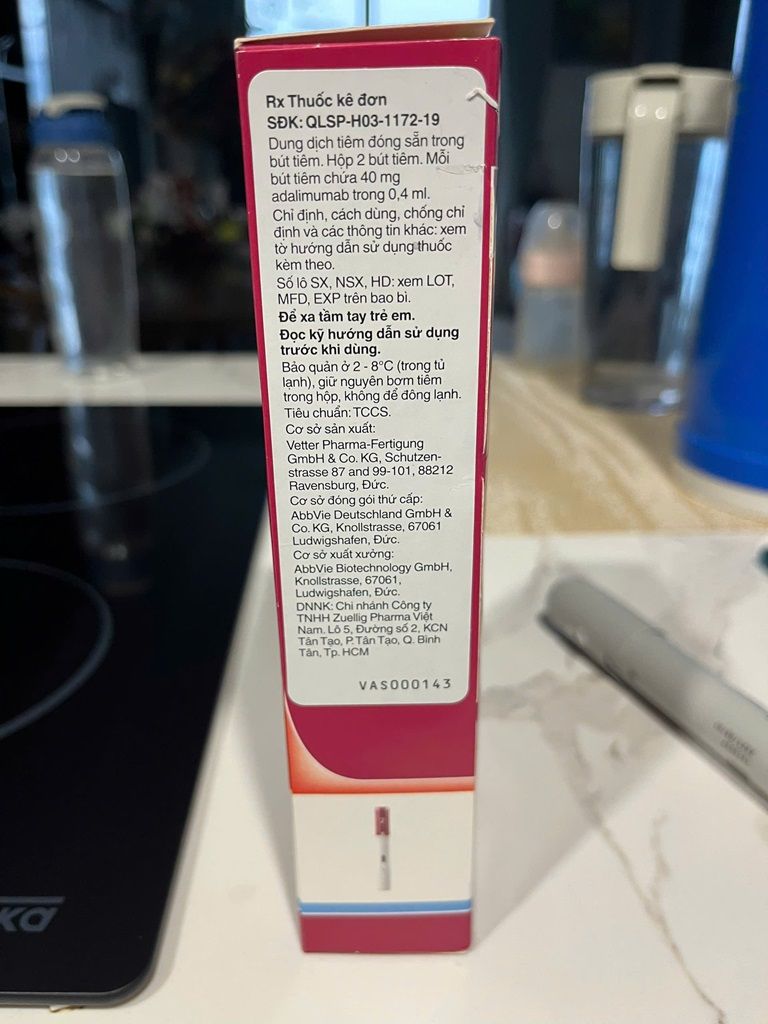 Rx Thuốc kê đơn
SĐK: QLSP-H03-1172-19
Dung dịch tiêm đóng sẵn trong
bút tiêm. Hộp 2 bút tiêm. Mỗi
bút tiêm chứa 40 mg
adalimumab trong 0,4 ml.
Chỉ định, cách dùng, chống chỉ
định và các thông tin khác: xem
tờ hướng dẫn sử dụng thuốc
kèm theo.
Số lô SX, NSX, HD: xem LOT,
MFD, EXP trên bao bì.
Để xa tầm tay trẻ em.
Đọc kỹ hướng dẫn sử dụng
trước khi dùng.
Bảo quản ở 2 - 8°C (trong tủ
lạnh), giữ nguyên bơm tiêm
trong hộp, không để đông lạnh.
Tiêu chuẩn: TCCS.
Cơ sở sản xuất:
Vetter Pharma-Fertigung
GmbH & Co. KG, Schutzen-
strasse 87 and 99-101, 88212
Ravensburg, Đức.
Cơ sở đóng gói thứ cấp:
AbbVie Deutschland GmbH &
Co. KG, Knollstrasse, 67061
Ludwigshafen, Đức.
Cơ sở xuất xưởng:
AbbVie Biotechnology GmbH,
Knollstrasse, 67061,
Ludwigshafen, Đức.
DNNK: Chi nhánh Công ty
TNHH Zuellig Pharma Việt
Nam. Lô 5, Đường số 2, KCN
Tân Tạo, P. Tân Tạo, Q. Bình
Tân, Tp. HCM
VAS000143